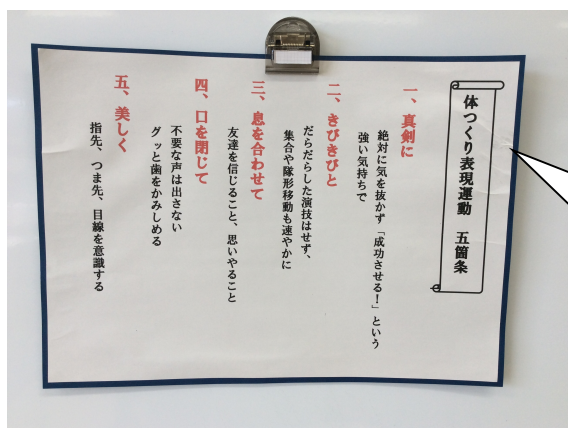 体つくり表現運動 五箇条
一、真剣に
絶対に気を抜かず「成功させる！」という
強い気持ちで
二、きびきびと
だらだらした演技はせず、
集合や隊形移動も速やかに
三、息を合わせて
友達を信じること、思いやること
四、口を閉じて
不要な声は出さない
グッと歯をかみしめる
五、美しく
指先、つま先、目線を意識する